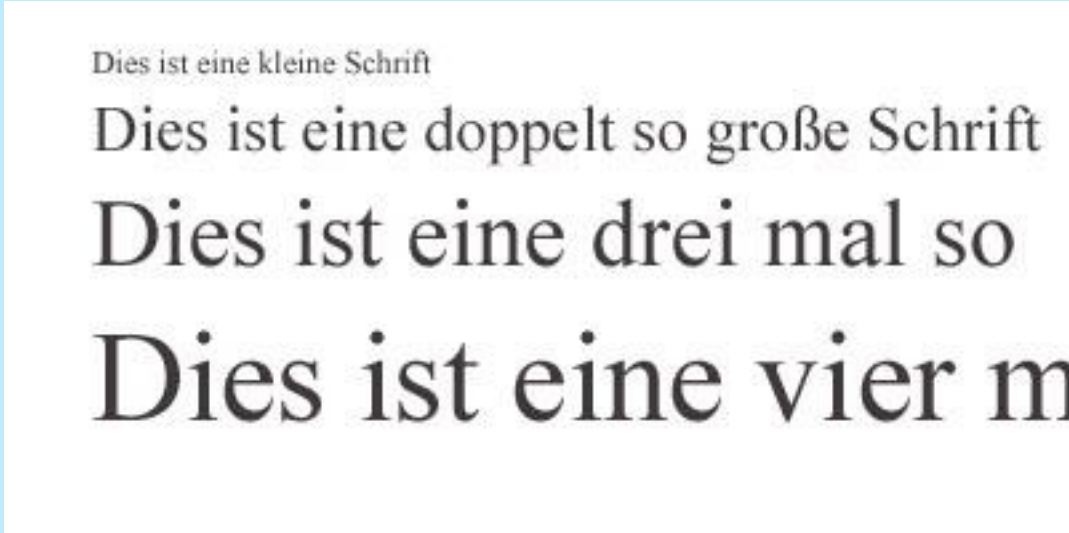 Dies ist eine kleine Schrift
Dies ist eine doppelt so große Schrift
Dies ist eine drei mal so
Dies ist eine vier m